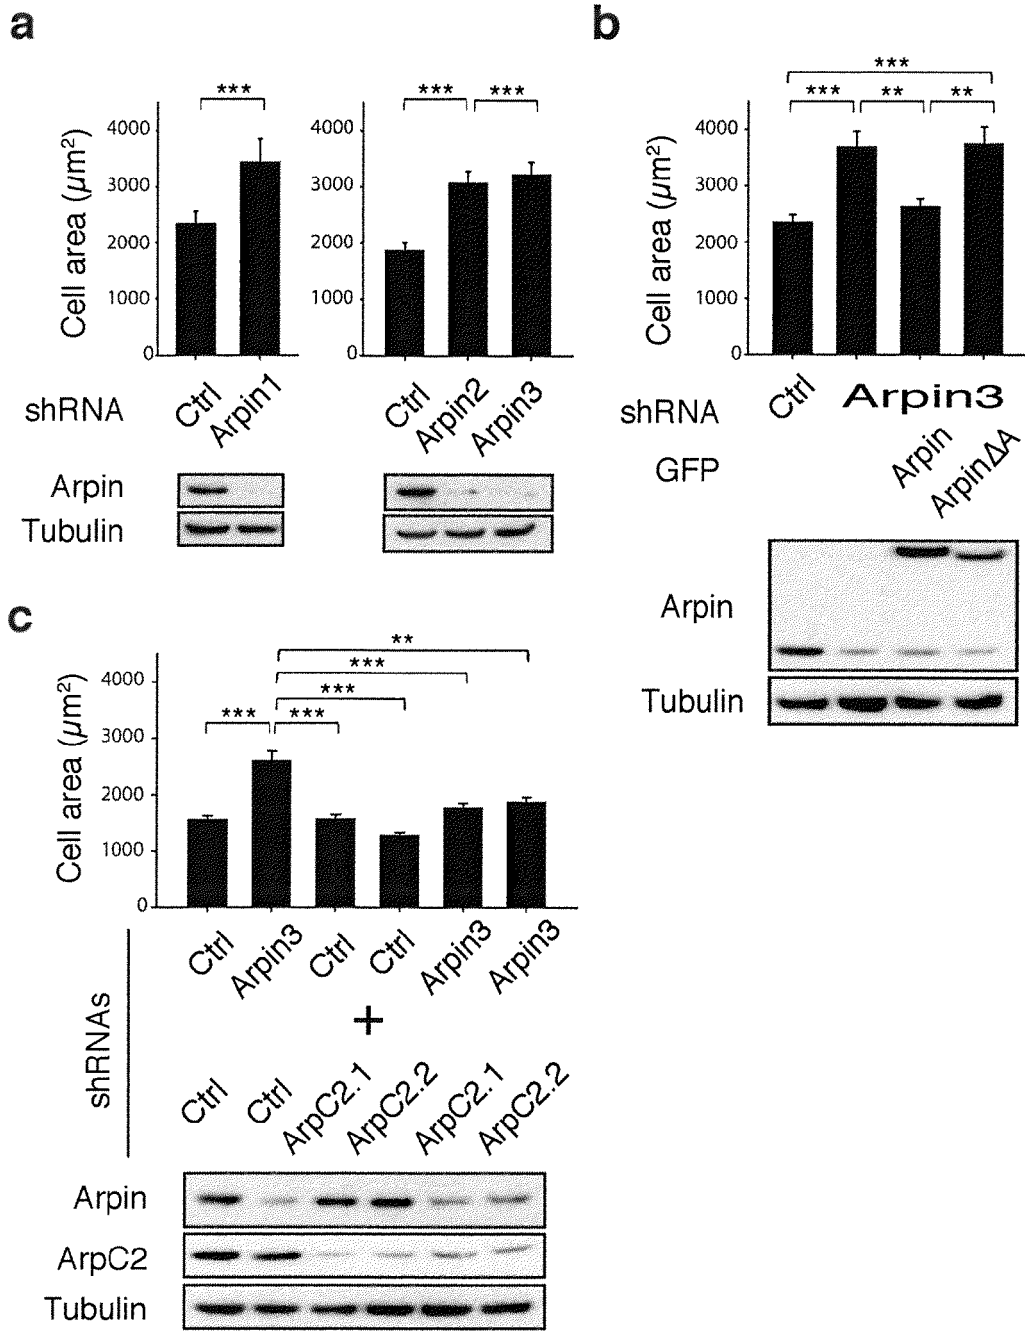 a
***
*** ***
Cell area (µm²)
4000
3000
2000
1000
0
4000
3000
2000
1000
0
shRNA
Ctrl
Arpin1
Ctrl
Arpin2
Arpin3
Arpin
Tubulin
b
***
*** ** **
Cell area (µm²)
4000
3000
2000
1000
0
shRNA
Ctrl
Arpin3
GFP
Arpin
ArpinΔA
Arpin
Tubulin
c
**
***
***
*** ***
Cell area (µm²)
4000
3000
2000
1000
0
shRNAs
Ctrl
Arpin3
Ctrl
Ctrl
Arpin3
Arpin3
+
Ctrl
Ctrl
ArpC2.1
ArpC2.2
ArpC2.1
ArpC2.2
Arpin
ArpC2
Tubulin